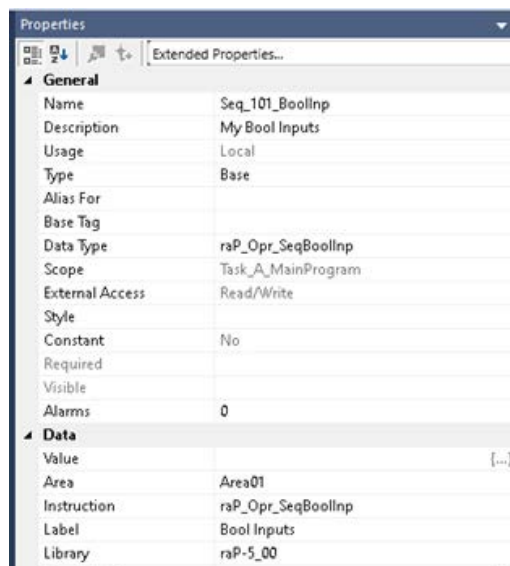 Properties
Extended Properties...
General
Name Seq_101_BoolInp
Description My Bool Inputs
Usage Local
Type Base
Alias For
Base Tag
Data Type raP_Opr_SeqBoolInp
Scope Task_A_MainProgram
External Access Read/Write
Style
Constant No
Required
Visible
Alarms 0
Data
Value {...}
Area Area01
Instruction raP_Opr_SeqBoolInp
Label Bool Inputs
Library raP-5_00